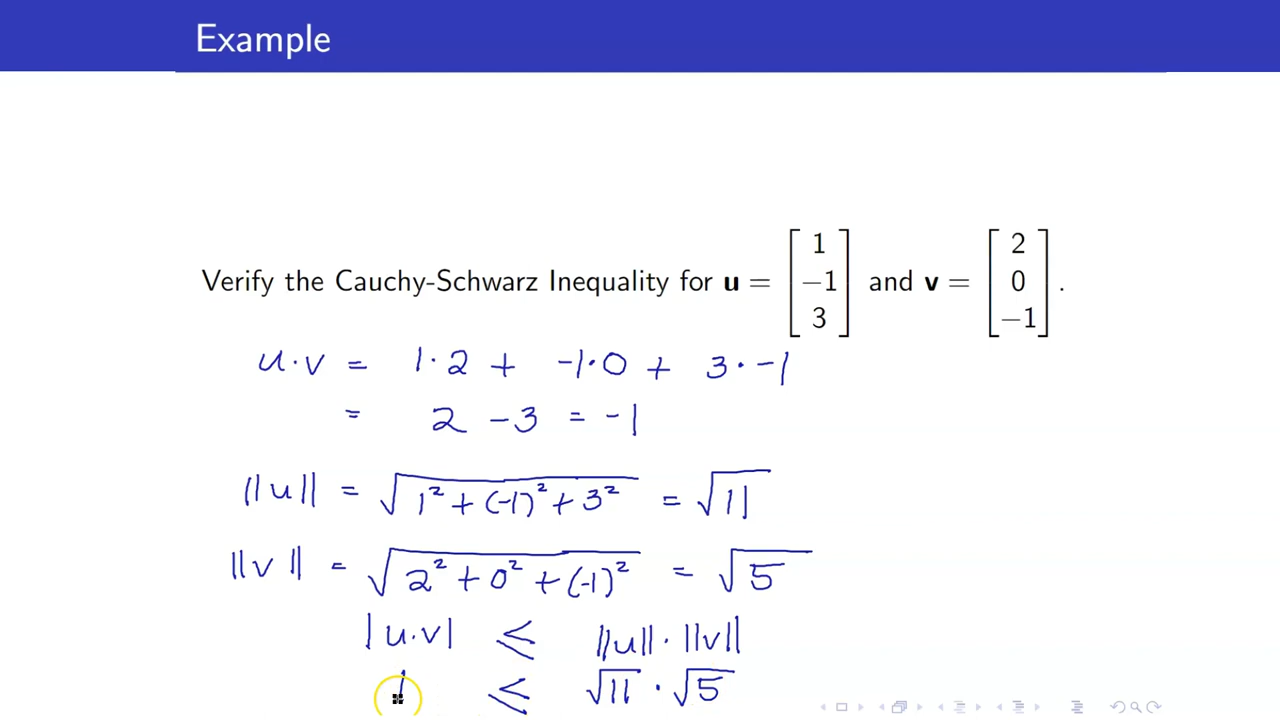 Example
Verify the Cauchy-Schwarz Inequality for u = [1 −1 3] and v = [2 0 −1].
u·v = 1·2 + -1·0 + 3·-1
= 2 - 3 = -1
||u|| = √(1² + (-1)² + 3²) = √11
||v|| = √(2² + 0² + (-1)²) = √5
|u·v| ≤ ||u||·||v||
1 ≤ √11 · √5